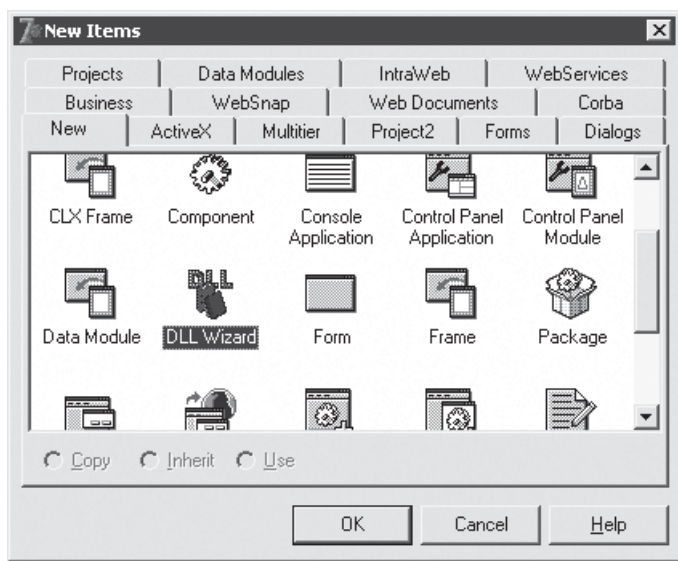 7 New Items
Projects Data Modules IntraWeb WebServices
Business WebSnap Web Documents Corba
New ActiveX Multitier Project2 Forms Dialogs
CLX Frame Component Console Application Control Panel Application Control Panel Module
DLL
Data Module DLL Wizard Form Frame Package
Copy Inherit Use
OK Cancel Help